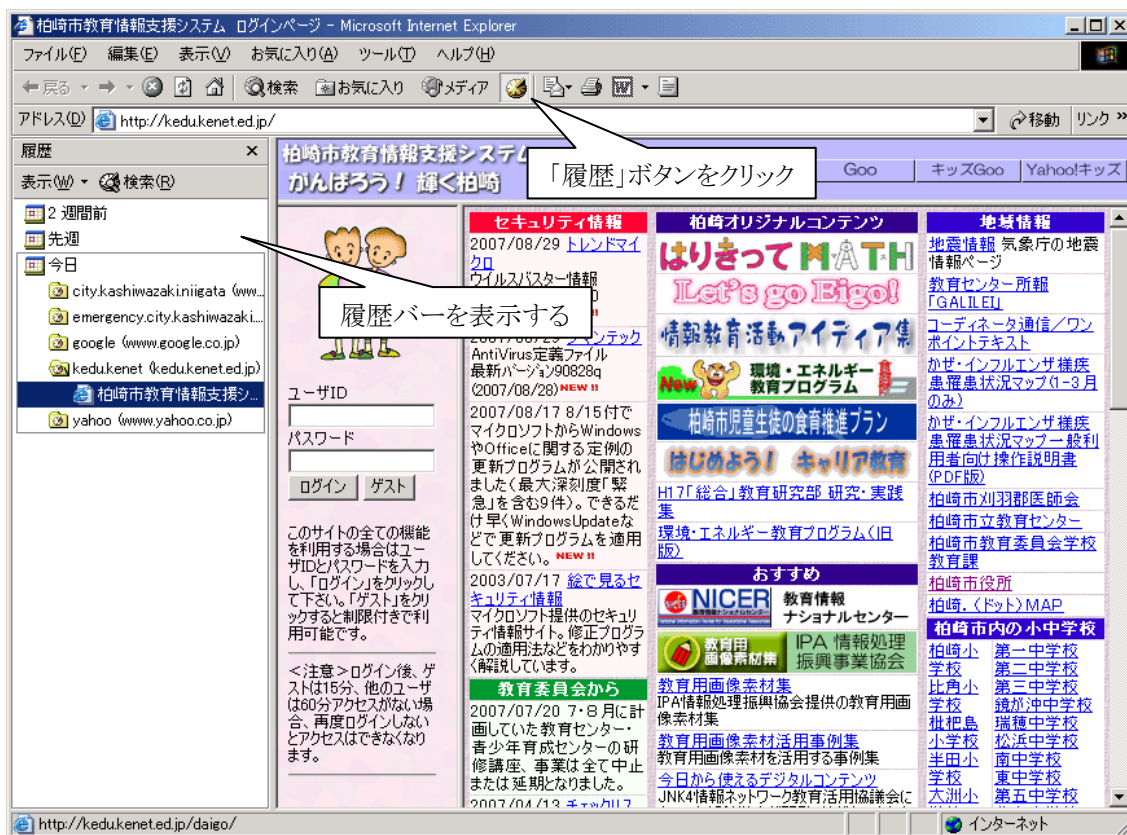 柏崎市教育情報支援システム ログインページ - Microsoft Internet Explorer
ファイル(F) 編集(E) 表示(V) お気に入り(A) ツール(T) ヘルプ(H)
戻る 検索 お気に入り メディア
アドレス(D) http://kedu.kenet.ed.jp/ 移動 リンク »
「履歴」ボタンをクリック
履歴バーを表示する
履歴 ×
表示(W) 検索(R)
2 週間前
先週
今日
city.kashiwazaki.niigata (www...
emergency.city.kashiwazaki...
google (www.google.co.jp)
kedu.kenet (kedu.kenet.ed.jp)
柏崎市教育情報支援シ...
yahoo (www.yahoo.co.jp)
柏崎市教育情報支援システム
がんばろう! 輝く柏崎
Goo キッズGoo Yahoo!キッズ
ユーザID
パスワード
ログイン ゲスト
このサイトの全ての機能
を利用する場合はユー
ザIDとパスワードを入力
し、「ログイン」をクリックし
て下さい。「ゲスト」をクリ
ックすると制限付きで利
用可能です。
<注意>ログイン後、ゲ
ストは15分、他のユーザ
は60分アクセスがない場
合、再度ログインしない
とアクセスはできなくなり
ます。
セキュリティ情報
2007/08/29 トレンドマイ
クロ
ウイルスバスター情報
AntiVirus定義ファイル
最新バージョン90828q
(2007/08/28) NEW !!
2007/08/17 8/15付で
マイクロソフトからWindows
やOfficeに関する定例の
更新プログラムが公開され
ました(最大深刻度「緊
急」を含む9件)。できるだ
け早くWindowsUpdateな
どで更新プログラムを適用
してください。 NEW !!
2003/07/17 絵で見るセ
キュリティ情報
マイクロソフト提供のセキュリ
ティ情報サイト。修正プログラ
ムの適用法などをわかりやす
く解説しています。
教育委員会から
2007/07/20 7・8月に計
画していた教育センター・
青少年育成センターの研
修講座、事業は全て中止
または延期となりました。
2007/04/13 チェックリス
柏崎オリジナルコンテンツ
はりきって MATH
Let's go Eigo!
情報教育活動アイディア集
New 環境・エネルギー
教育プログラム
柏崎市児童生徒の食育推進プラン
はじめよう! キャリア教育
H17「総合」教育研究部 研究・実践
集
環境・エネルギー教育プログラム(旧
版)
おすすめ
NICER 教育情報
ナショナルセンター
教育用
画像素材集
IPA 情報処理
振興事業協会
教育用画像素材集
IPA情報処理振興協会提供の教育用画
像素材集
教育用画像素材活用事例集
教育用画像素材を活用する事例集
今日から使えるデジタルコンテンツ
JNK4情報ネットワーク教育活用協議会に
地域情報
地震情報 気象庁の地震
情報ページ
教育センター所報
「GALILEI」
コーディネータ通信/ワン
ポイントテキスト
かぜ・インフルエンザ様疾
患罹患状況マップ(1-3月
のみ)
かぜ・インフルエンザ様疾
患罹患状況マップ一般利
用者向け操作説明書
(PDF版)
柏崎市刈羽郡医師会
柏崎市立教育センター
柏崎市教育委員会学校
教育課
柏崎市役所
柏崎.(ドット)MAP
柏崎市内の小中学校
柏崎小 第一中学校
学校 第二中学校
比角小 第三中学校
学校 鏡が沖中学校
枇杷島 瑞穂中学校
小学校 松浜中学校
半田小 南中学校
学校 東中学校
大洲小 第五中学校
http://kedu.kenet.ed.jp/daigo/ インターネット